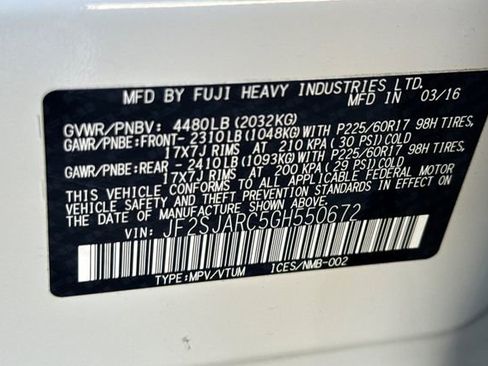 MFD BY FUJI HEAVY INDUSTRIES LTD.
MFD IN 03/16
GVWR/PNBV: 4480LB (2032KG)
GAWR/PNBE:FRONT- 2310LB (1048KG) WITH P225/60R17 98H TIRES,
17X7J RIMS AT 210 KPA (30 PSI) COLD
GAWR/PNBE:REAR - 2410LB (1093KG) WITH P225/60R17 98H TIRES,
17X7J RIMS AT 200 KPA (29 PSI) COLD
THIS VEHICLE CONFORMS TO ALL APPLICABLE FEDERAL MOTOR
VEHICLE SAFETY, BUMPER, AND THEFT PREVENTION STANDARDS IN EFFECT
ON THE DATE OF MANUFACTURE SHOWN ABOVE.
VIN: JF2SJARC5GH550672
TYPE:MPV/VTUM ICES/NMB-002